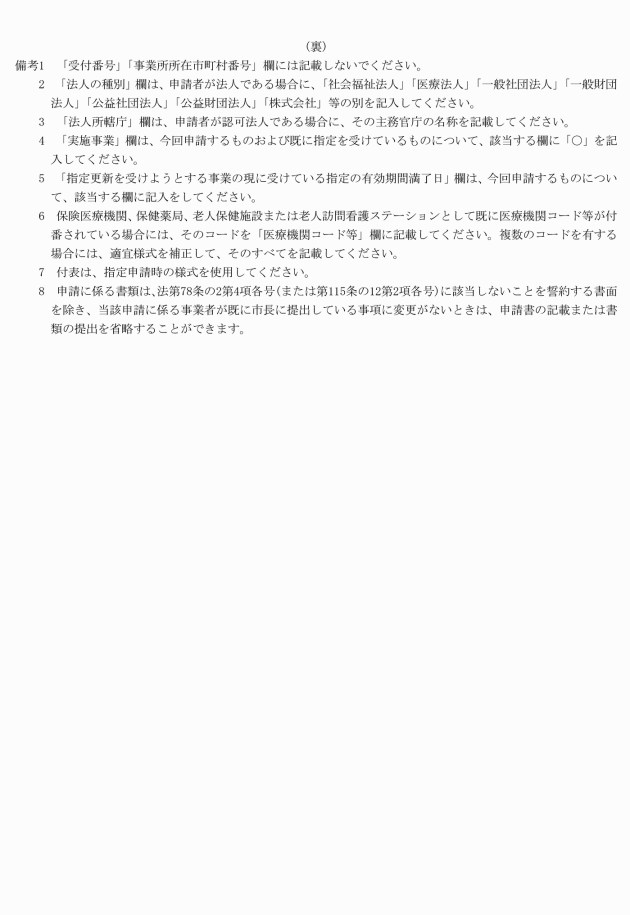 (裏)
備考1　「受付番号」「事業所所在市町村番号」欄には記載しないでください。
2　「法人の種別」欄は、申請者が法人である場合に、「社会福祉法人」「医療法人」「一般社団法人」「一般財団
法人」「公益社団法人」「公益財団法人」「株式会社」等の別を記入してください。
3　「法人所轄庁」欄は、申請者が認可法人である場合に、その主務官庁の名称を記載してください。
4　「実施事業」欄は、今回申請するものおよび既に指定を受けているものについて、該当する欄に「〇」を記
入してください。
5　「指定更新を受けようとする事業の現に受けている指定の有効期間満了日」欄は、今回申請するものについ
て、該当する欄に記入をしてください。
6　保険医療機関、保健薬局、老人保健施設または老人訪問看護ステーションとして既に医療機関コード等が付
番されている場合には、そのコードを「医療機関コード等」欄に記載してください。複数のコードを有する
場合には、適宜様式を補正して、そのすべてを記載してください。
7　付表は、指定申請時の様式を使用してください。
8　申請に係る書類は、法第78条の2第4項各号(または第115条の12第2項各号)に該当しないことを誓約する書面
を除き、当該申請に係る事業者が既に市長に提出している事項に変更がないときは、申請書の記載または書
類の提出を省略することができます。